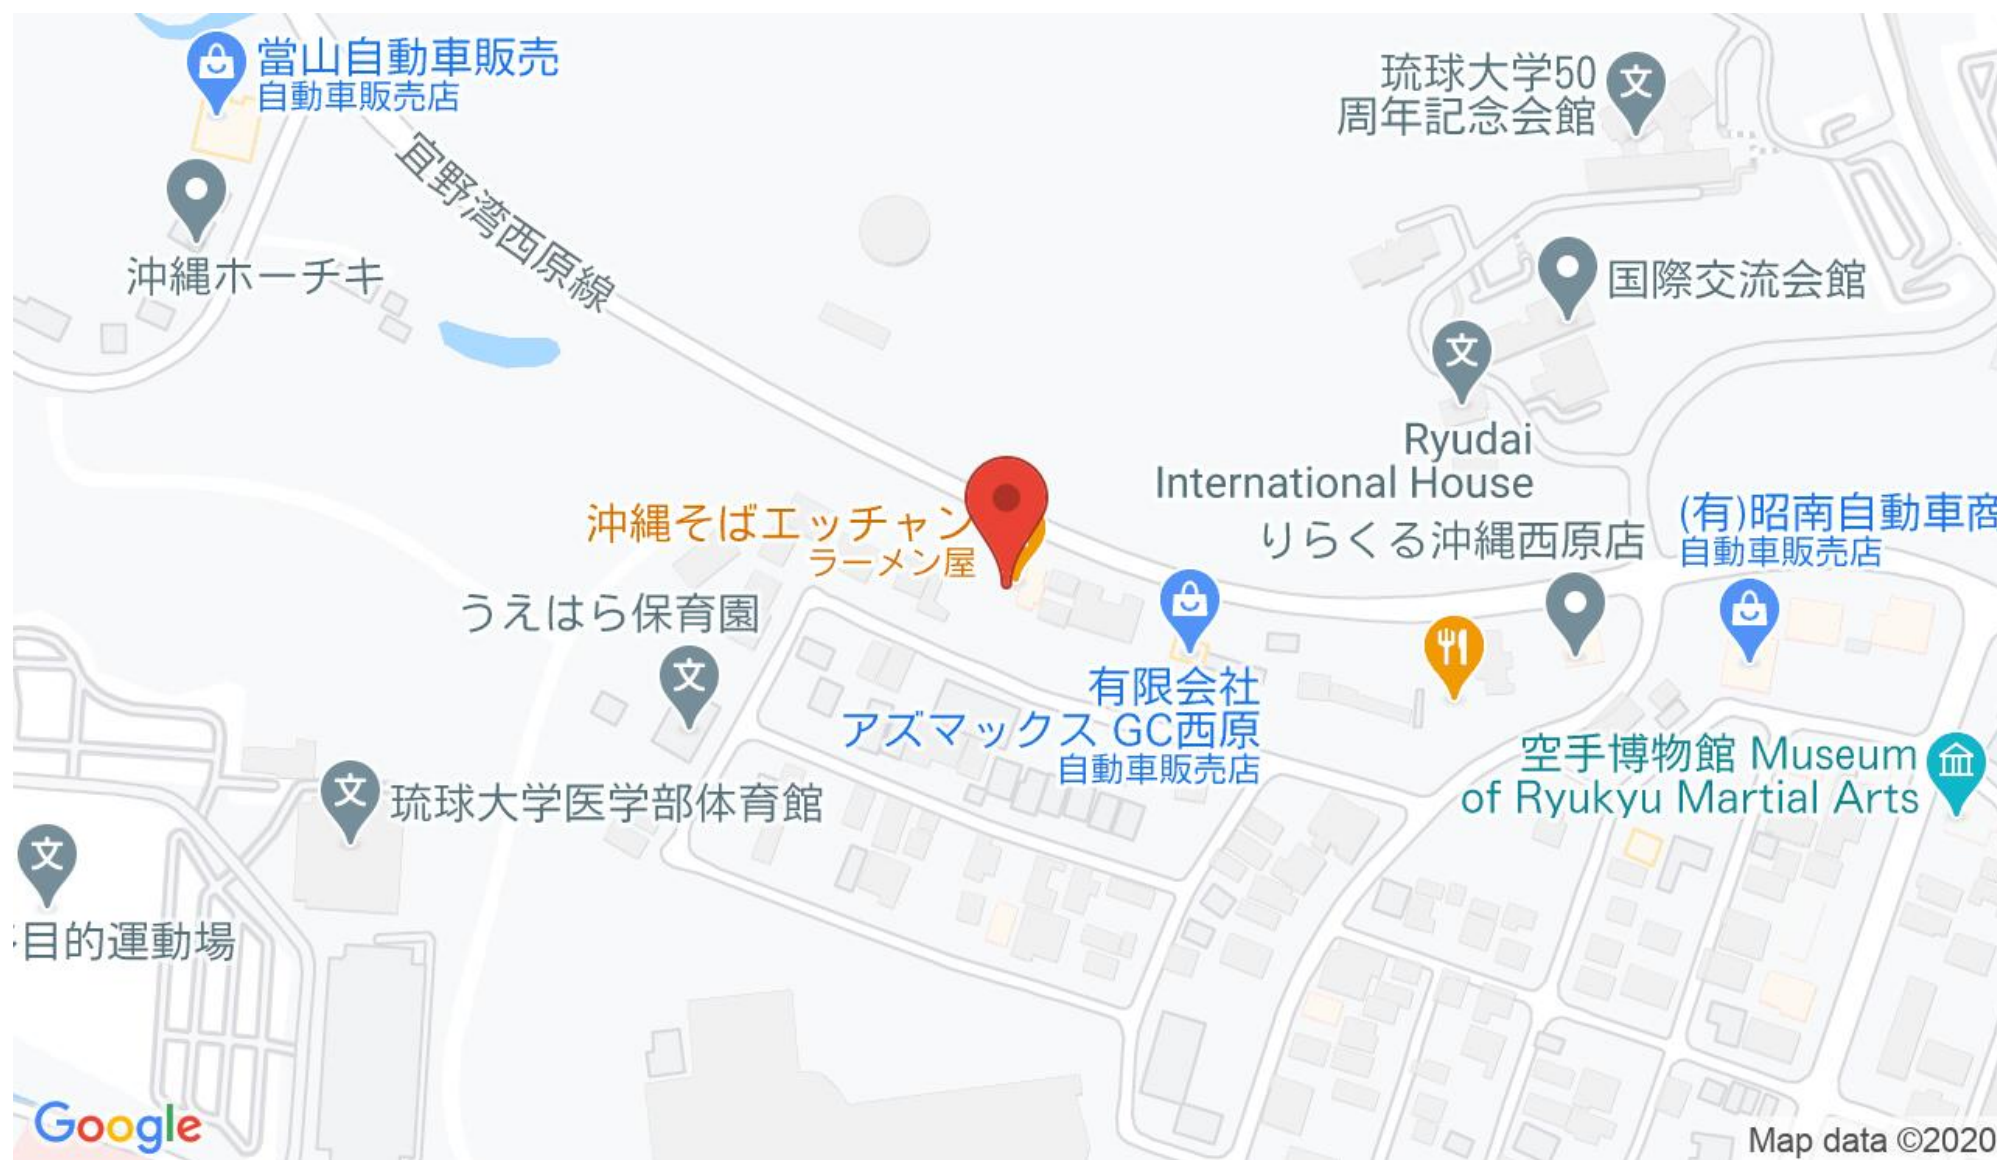 當山自動車販売
自動車販売店
琉球大学50
周年記念会館
文
宜野湾西原線
沖縄ホーチキ
国際交流会館
文
Ryudai
International House
沖縄そばエッチャン
ラーメン屋
りらくる沖縄西原店
(有)昭南自動車商
自動車販売店
うえはら保育園
文
有限会社
アズマックス GC西原
自動車販売店
空手博物館 Museum
of Ryukyu Martial Arts
文
琉球大学医学部体育館
文
目的運動場
Google
Map data ©2020